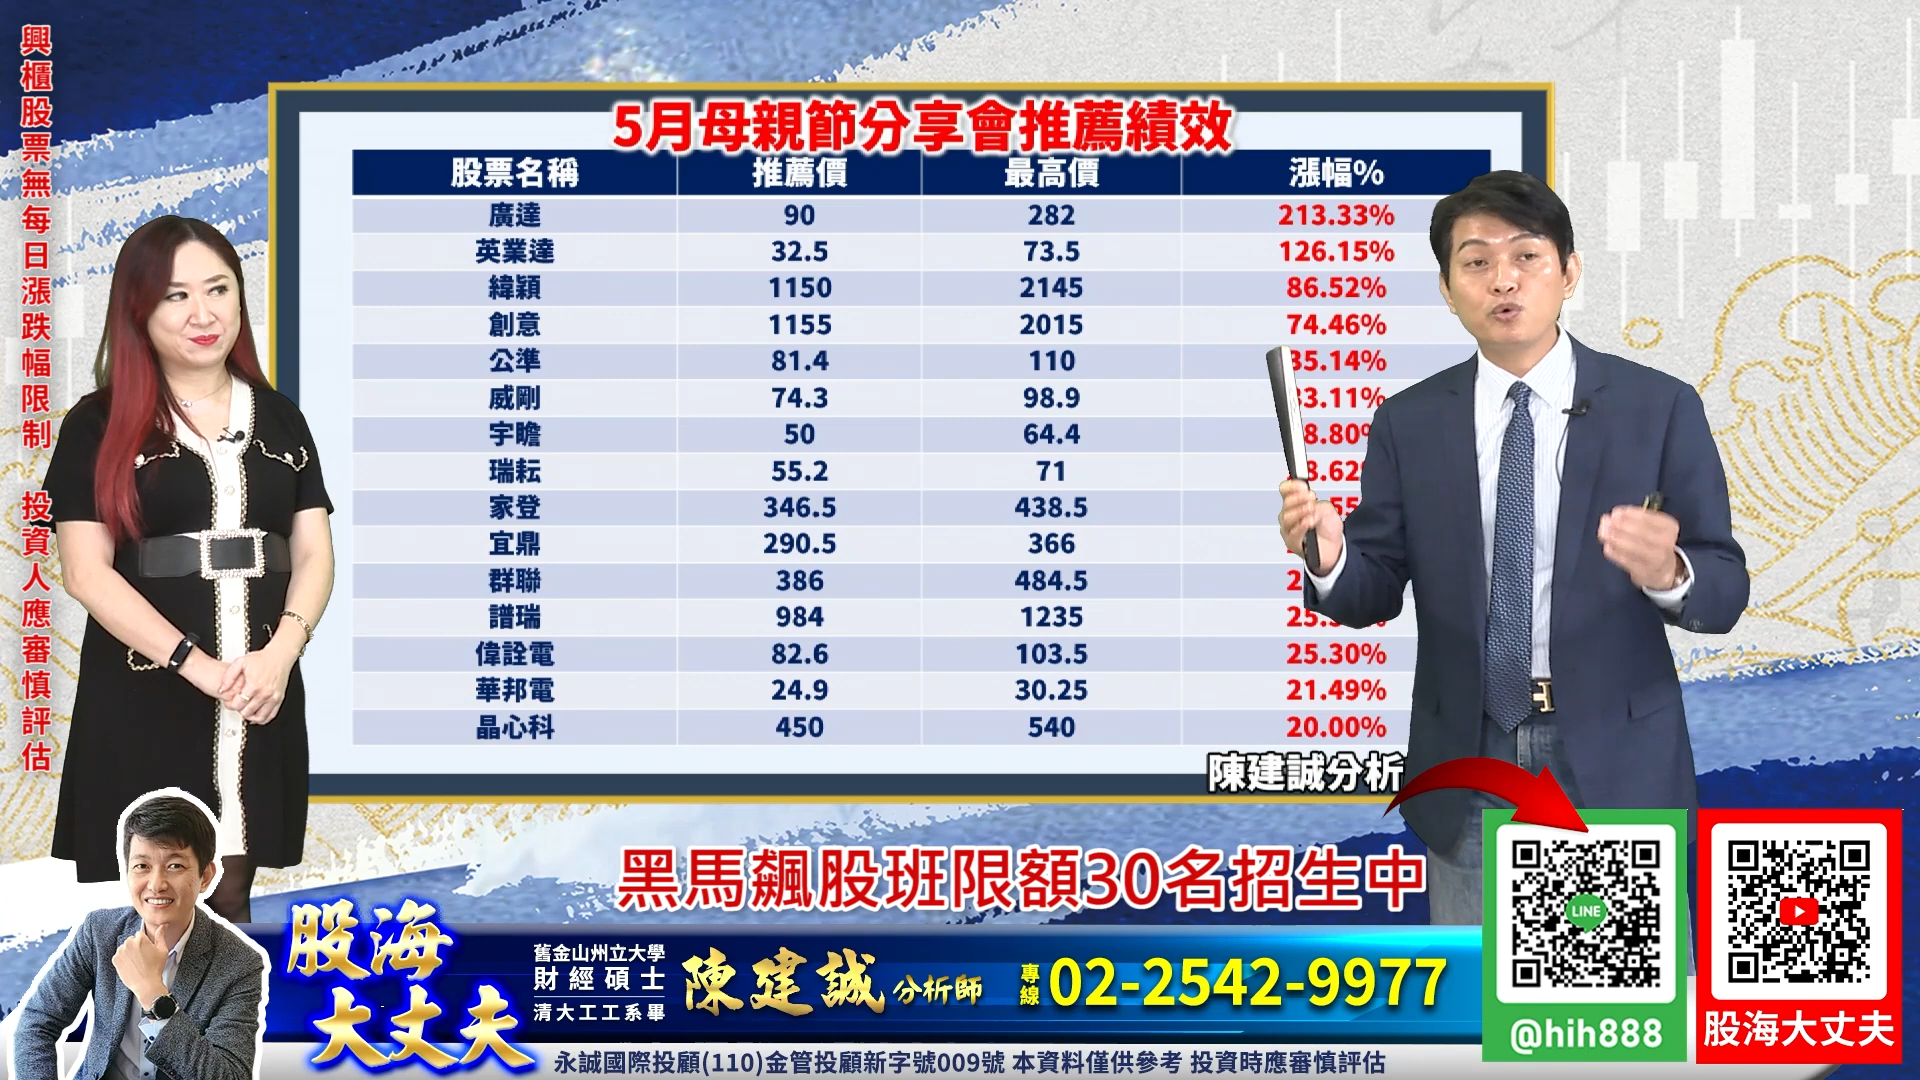 興櫃股票無每日漲跌幅限制 投資人應審慎評估
5月母親節分享會推薦績效
股票名稱 推薦價 最高價 漲幅%
廣達 90 282 213.33%
英業達 32.5 73.5 126.15%
緯穎 1150 2145 86.52%
創意 1155 2015 74.46%
公準 81.4 110 35.14%
威剛 74.3 98.9 3.11%
宇瞻 50 64.4 8.80%
瑞耘 55.2 71 8.62
家登 346.5 438.5
宜鼎 290.5 366
群聯 386 484.5
譜瑞 984 1235 25.
偉詮電 82.6 103.5 25.30%
華邦電 24.9 30.25 21.49%
晶心科 450 540 20.00%
陳建誠分析
黑馬飆股班限額30名招生中
股海大丈夫
舊金山州立大學
財經碩士
清大工工系畢
陳建誠 分析師
專線 02-2542-9977
LINE
@hih888
股海大丈夫
永誠國際投顧(110)金管投顧新字號009號 本資料僅供參考 投資時應審慎評估